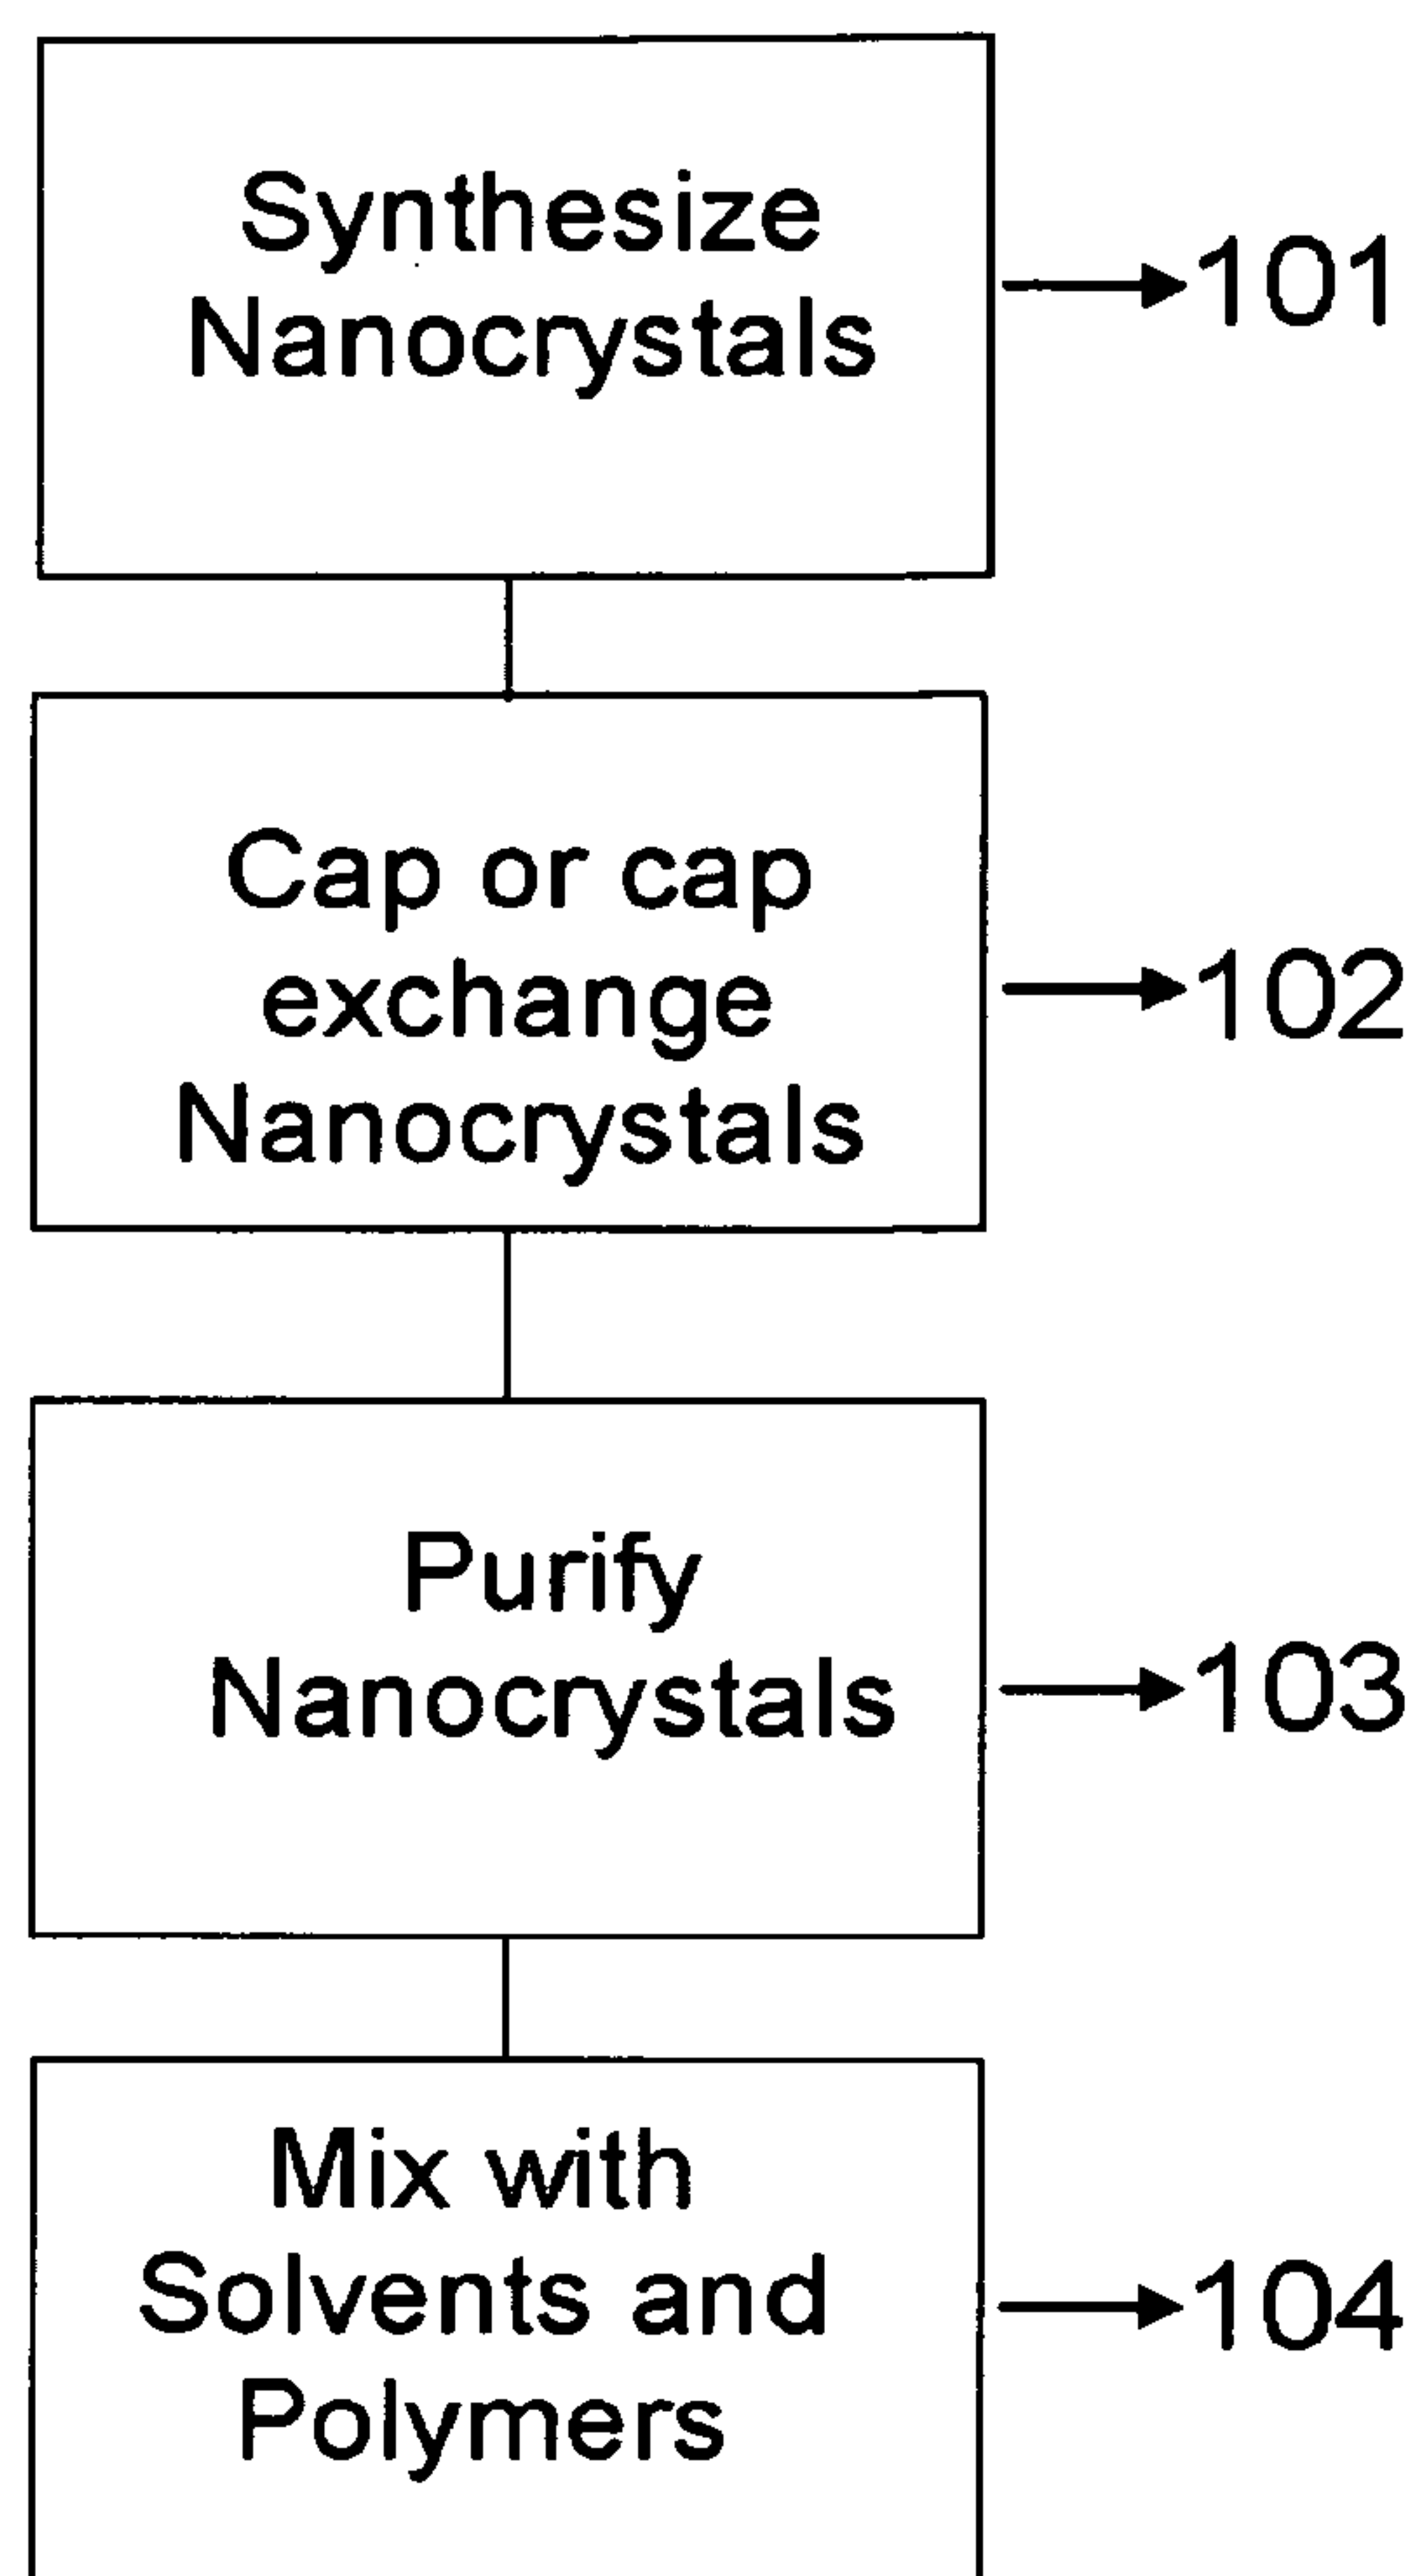 Synthesize
Nanocrystals
101
Cap or cap
exchange
Nanocrystals
102
Purify
Nanocrystals
103
Mix with
Solvents and
Polymers
104